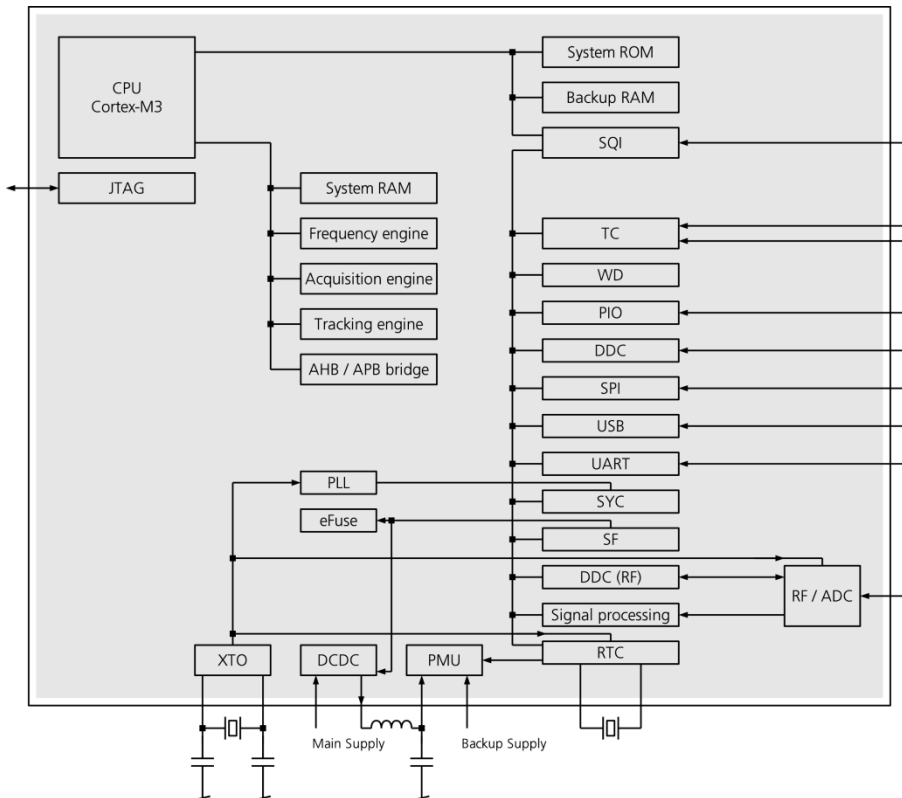 CPU
Cortex-M3
System ROM
Backup RAM
SQI
JTAG
System RAM
Frequency engine
TC
Acquisition engine
WD
PIO
Tracking engine
DDC
AHB / APB bridge
SPI
USB
UART
PLL
SYC
eFuse
SF
DDC (RF)
RF / ADC
Signal processing
XTO
DCDC
PMU
RTC
Main Supply
Backup Supply